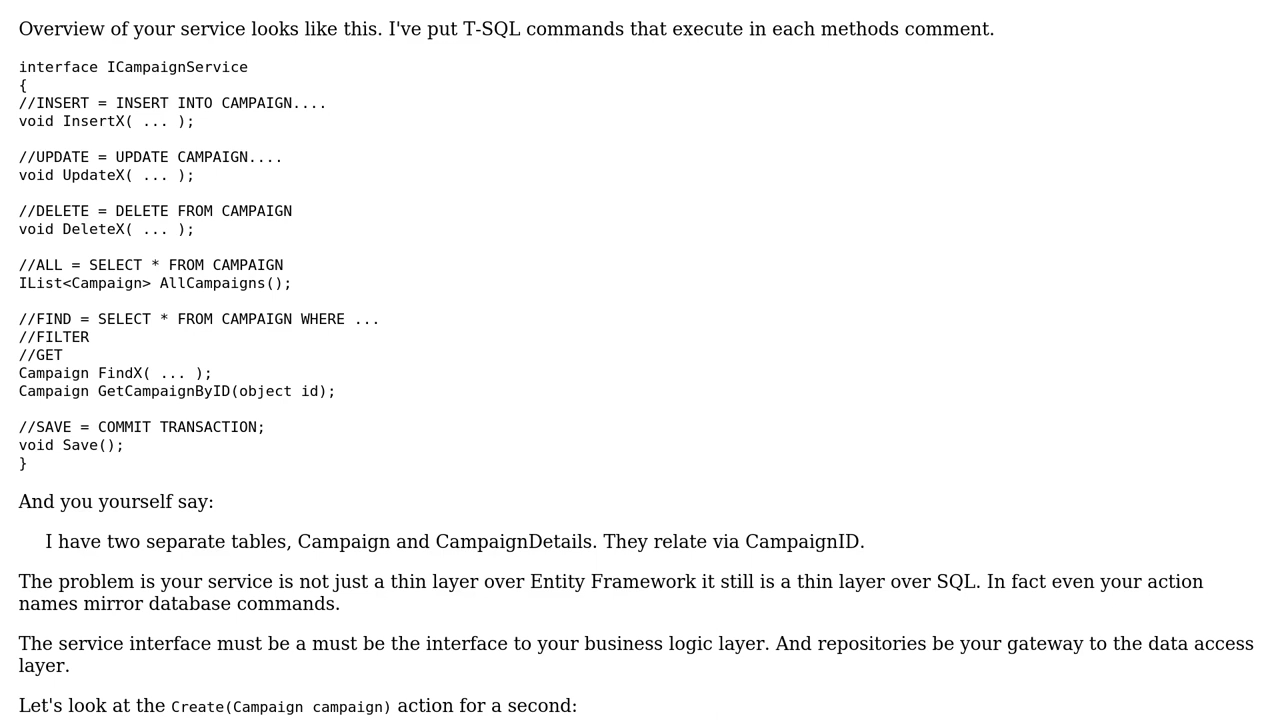 Overview of your service looks like this. I've put T-SQL commands that execute in each methods comment.
interface ICampaignService
{
//INSERT = INSERT INTO CAMPAIGN....
void InsertX( ... );
//UPDATE = UPDATE CAMPAIGN....
void UpdateX( ... );
//DELETE = DELETE FROM CAMPAIGN
void DeleteX( ... );
//ALL = SELECT * FROM CAMPAIGN
IList<Campaign> AllCampaigns();
//FIND = SELECT * FROM CAMPAIGN WHERE ...
//FILTER
//GET
Campaign FindX( ... );
Campaign GetCampaignByID(object id);
//SAVE = COMMIT TRANSACTION;
void Save();
}
And you yourself say:
I have two separate tables, Campaign and CampaignDetails. They relate via CampaignID.
The problem is your service is not just a thin layer over Entity Framework it still is a thin layer over SQL. In fact even your action
names mirror database commands.
The service interface must be a must be the interface to your business logic layer. And repositories be your gateway to the data access
layer.
Let's look at the Create(Campaign campaign) action for a second: